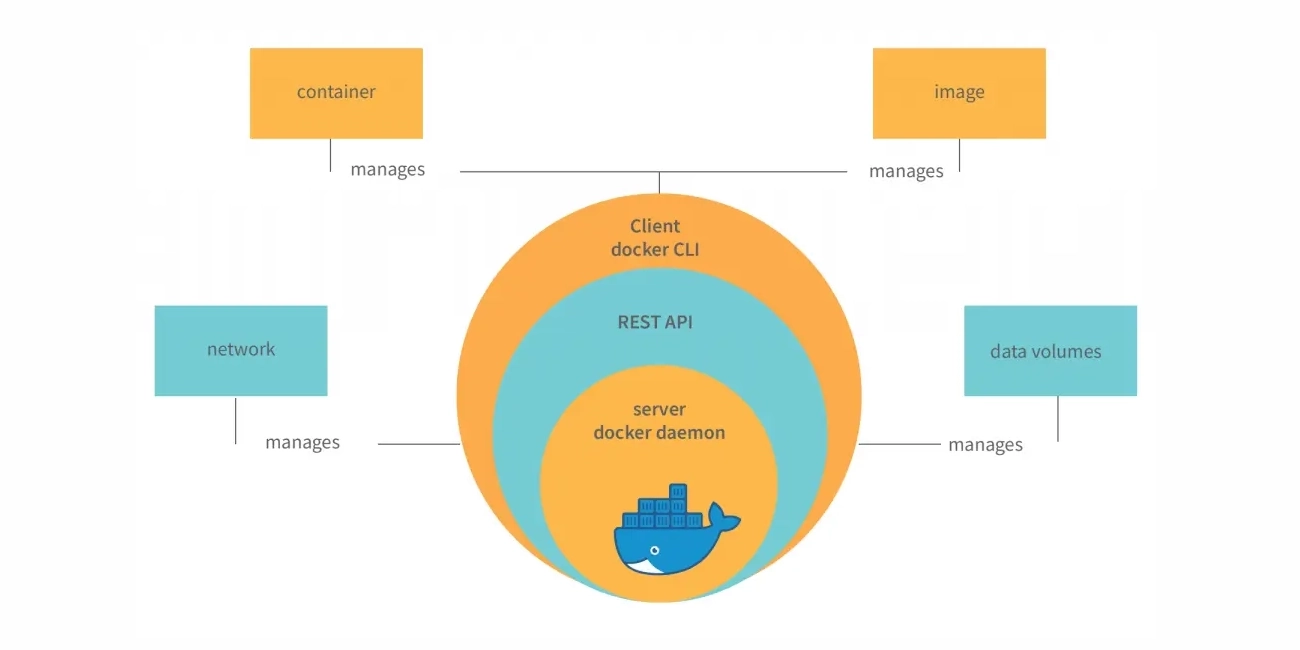 container
image
manages
manages
Client
docker CLI
REST API
network
data volumes
server
docker daemon
manages
manages